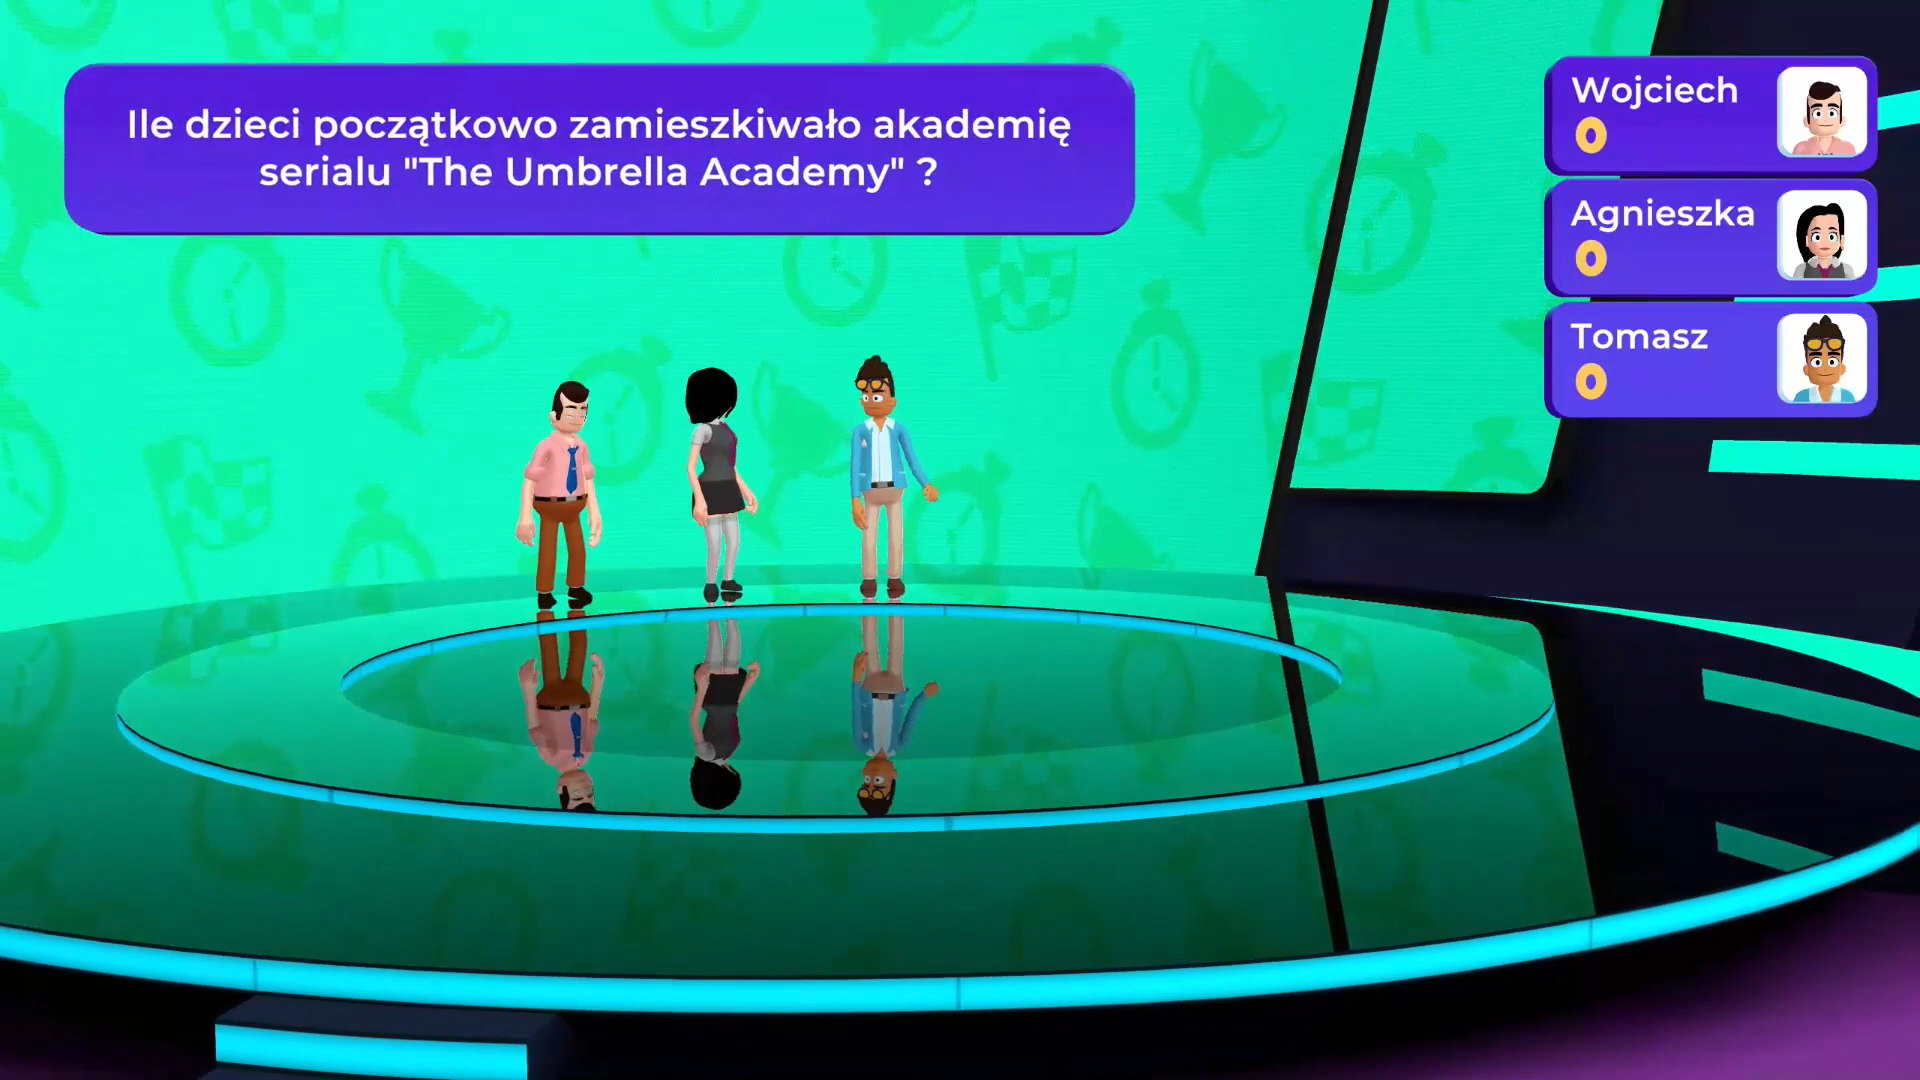 Ile dzieci początkowo zamieszkiwało akademię
serialu "The Umbrella Academy" ?
Wojciech
0
Agnieszka
0
Tomasz
0